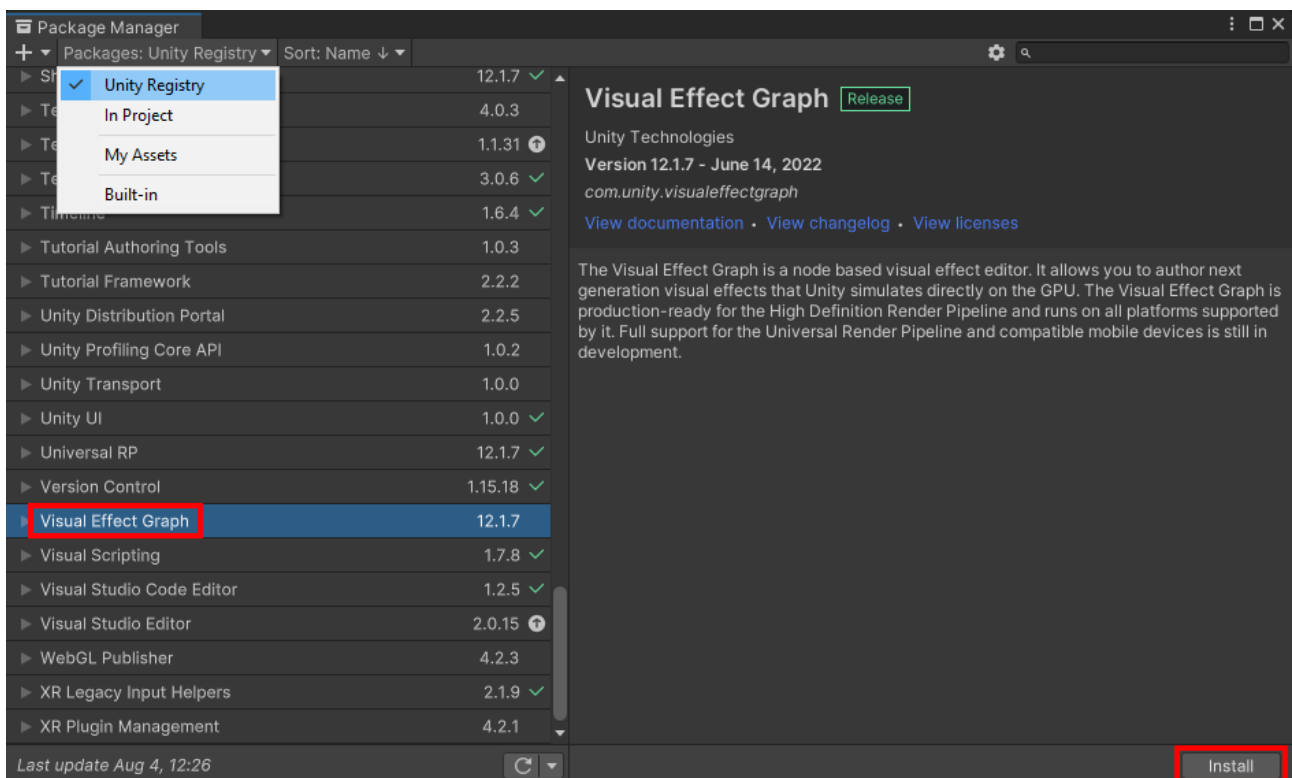 Package Manager
Packages: Unity Registry
Sort: Name ↓
Unity Registry
In Project
My Assets
Built-in
Sh 12.1.7
Te 4.0.3
Te 1.1.31
Te 3.0.6
Timeline 1.6.4
Tutorial Authoring Tools 1.0.3
Tutorial Framework 2.2.2
Unity Distribution Portal 2.2.5
Unity Profiling Core API 1.0.2
Unity Transport 1.0.0
Unity UI 1.0.0
Universal RP 12.1.7
Version Control 1.15.18
Visual Effect Graph 12.1.7
Visual Scripting 1.7.8
Visual Studio Code Editor 1.2.5
Visual Studio Editor 2.0.15
WebGL Publisher 4.2.3
XR Legacy Input Helpers 2.1.9
XR Plugin Management 4.2.1
Last update Aug 4, 12:26
Visual Effect Graph Release
Unity Technologies
Version 12.1.7 - June 14, 2022
com.unity.visualeffectgraph
View documentation • View changelog • View licenses
The Visual Effect Graph is a node based visual effect editor. It allows you to author next
generation visual effects that Unity simulates directly on the GPU. The Visual Effect Graph is
production-ready for the High Definition Render Pipeline and runs on all platforms supported
by it. Full support for the Universal Render Pipeline and compatible mobile devices is still in
development.
Install